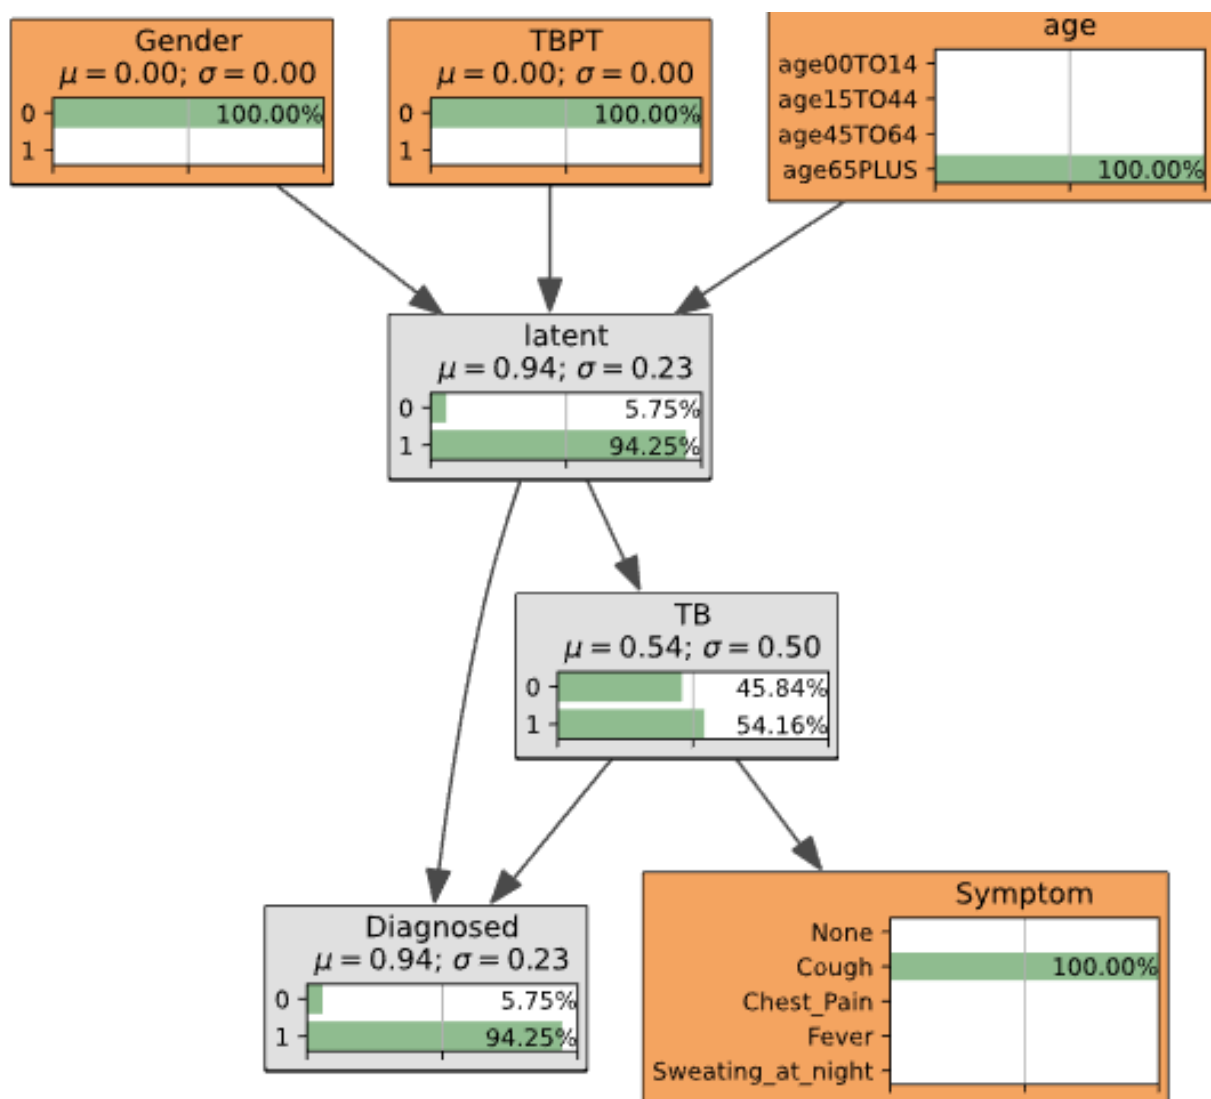 Gender
μ = 0.00; σ = 0.00
0 100.00%
1
TBPT
μ = 0.00; σ = 0.00
0 100.00%
1
age
age00TO14
age15TO44
age45TO64
age65PLUS 100.00%
latent
μ = 0.94; σ = 0.23
0 5.75%
1 94.25%
TB
μ = 0.54; σ = 0.50
0 45.84%
1 54.16%
Diagnosed
μ = 0.94; σ = 0.23
0 5.75%
1 94.25%
Symptom
None
Cough 100.00%
Chest_Pain
Fever
Sweating_at_night